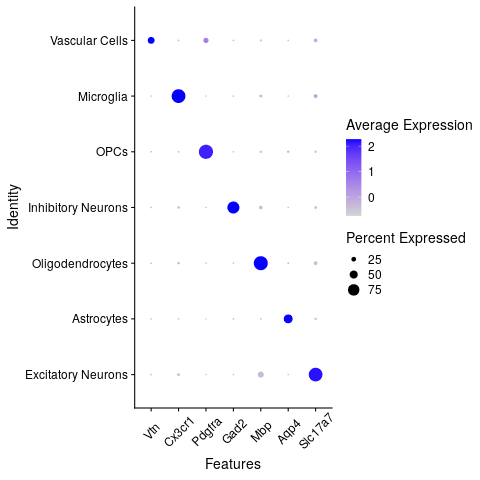 Vascular Cells
Microglia
OPCs
Inhibitory Neurons
Oligodendrocytes
Astrocytes
Excitatory Neurons
Identity
Vtn
Cx3cr1
Pdgfra
Gad2
Mbp
Aqp4
Slc17a7
Features
Average Expression
2
1
0
Percent Expressed
25
50
75